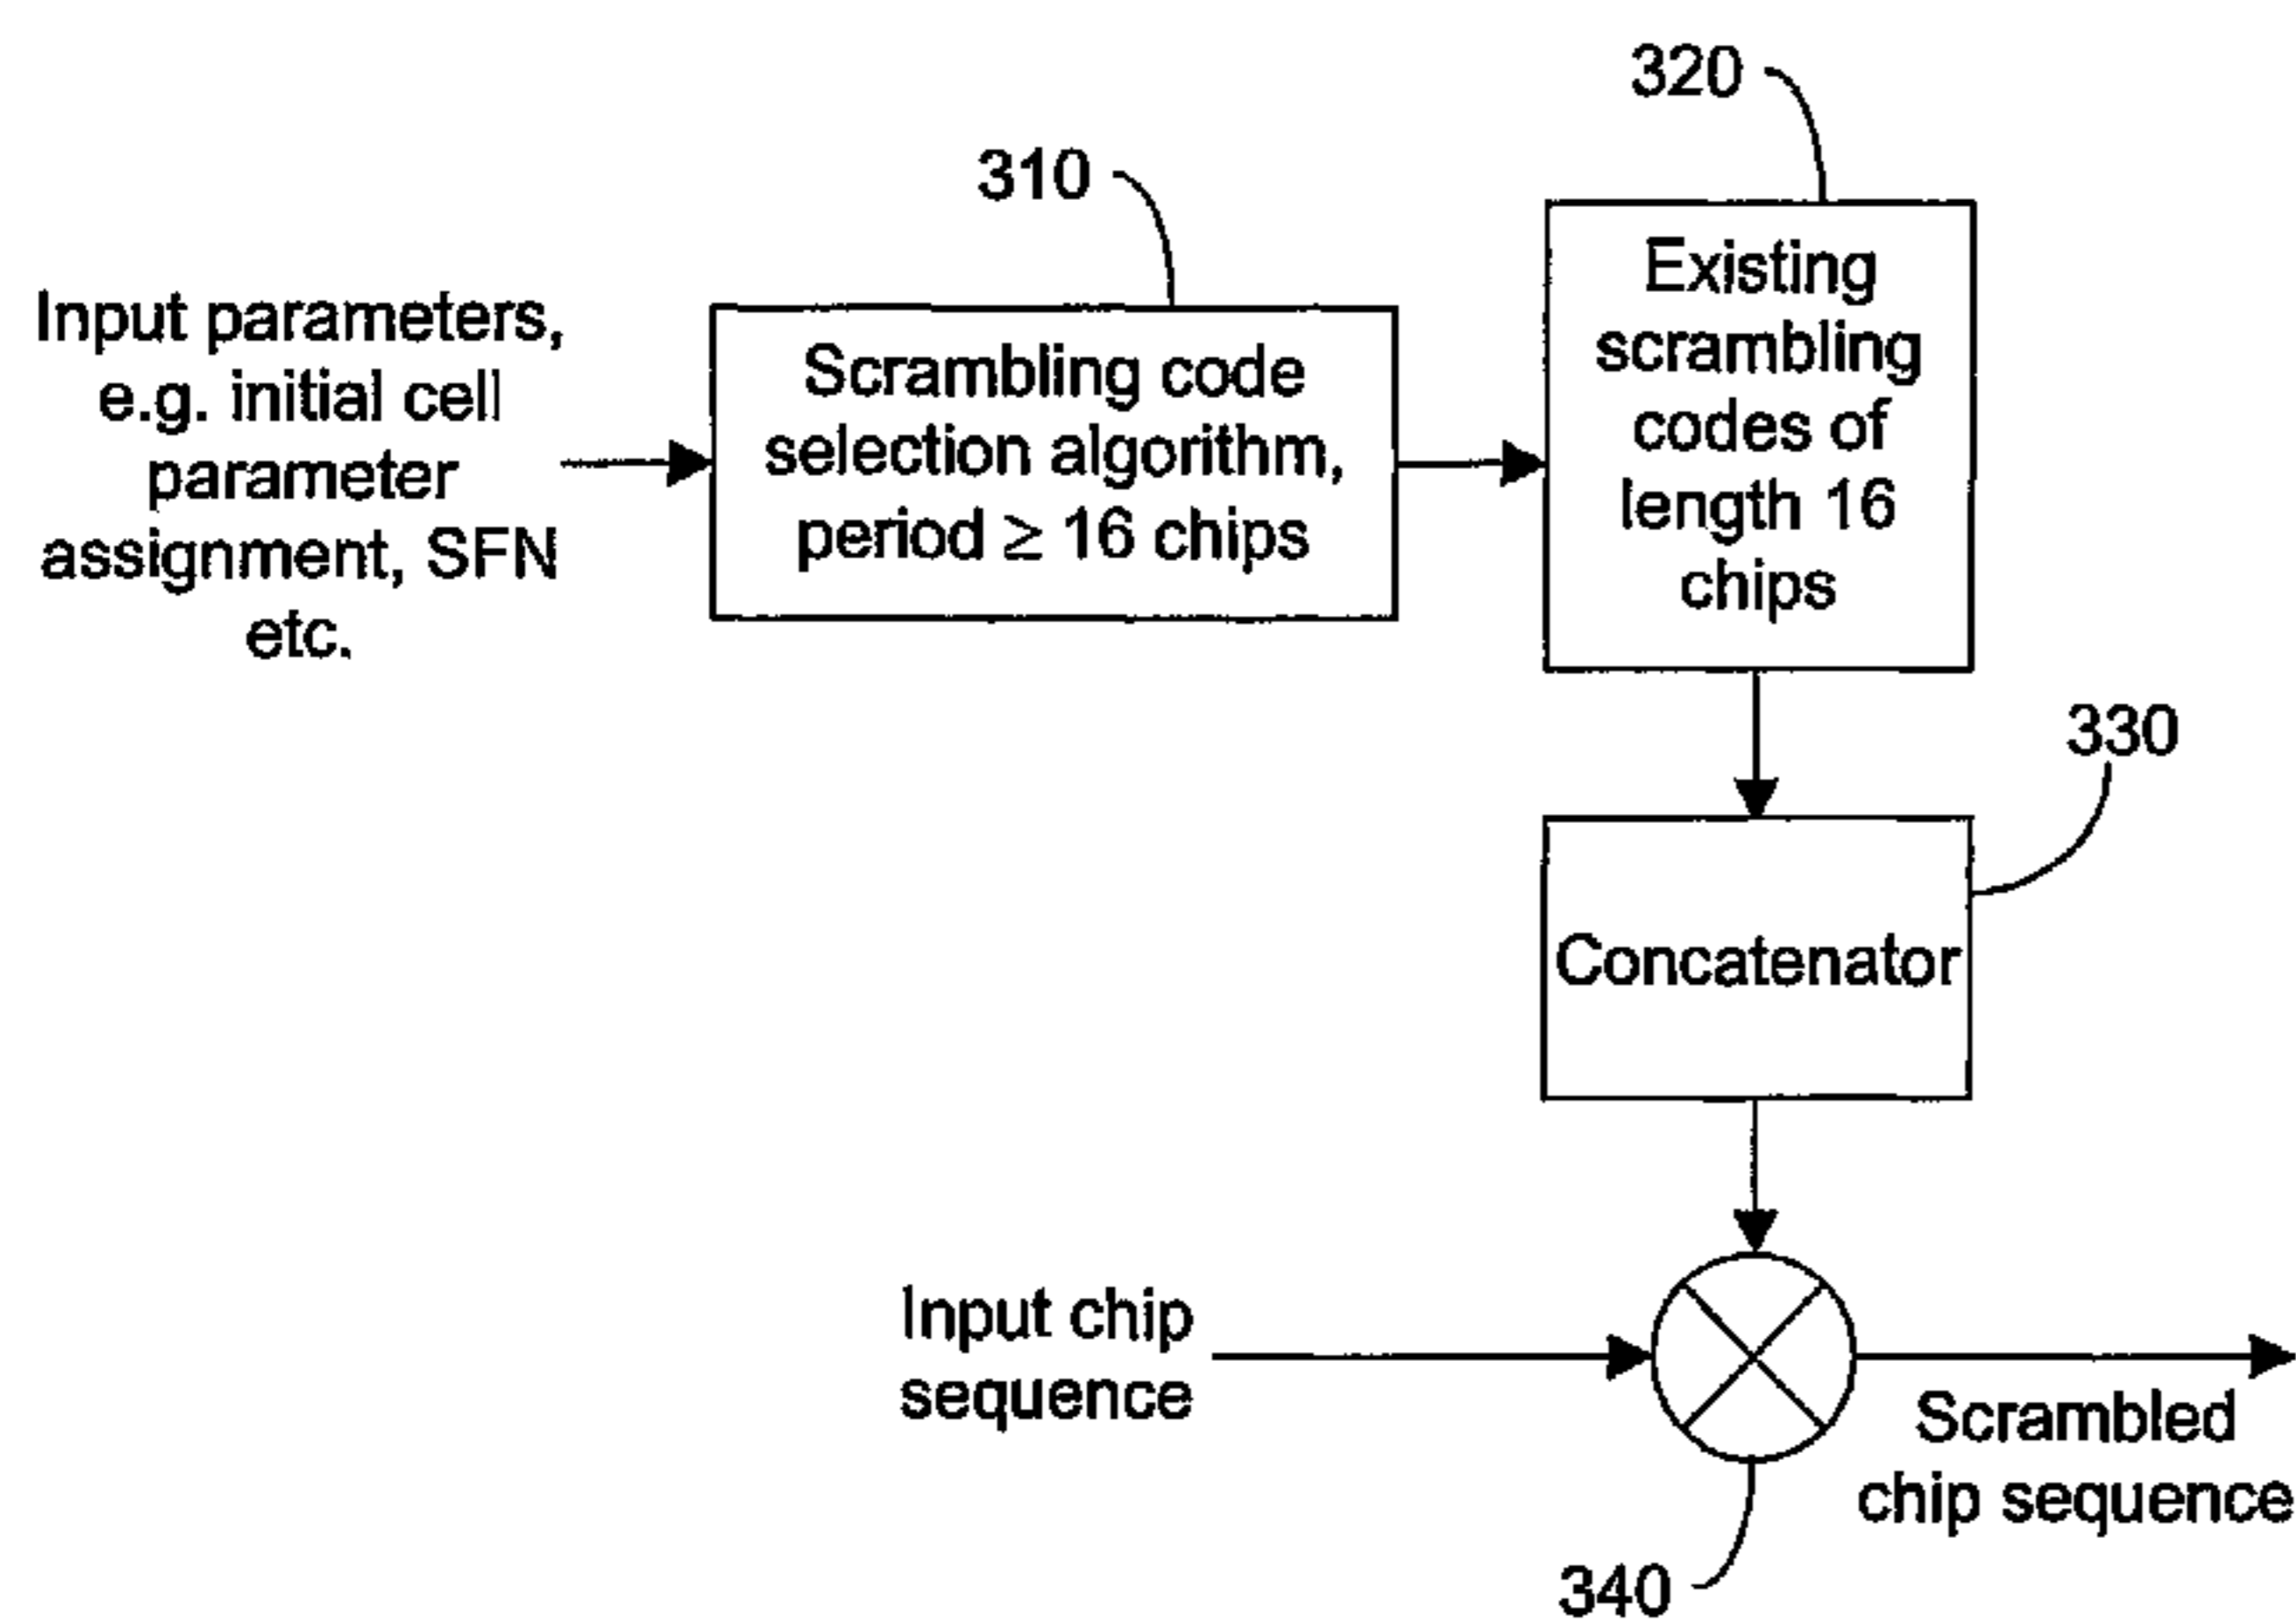 320
310
Input parameters,
e.g. initial cell
parameter
assignment, SFN
etc.
Scrambling code
selection algorithm,
period ≥ 16 chips
Existing
scrambling
codes of
length 16
chips
330
Concatenator
Input chip
sequence
Scrambled
chip sequence
340